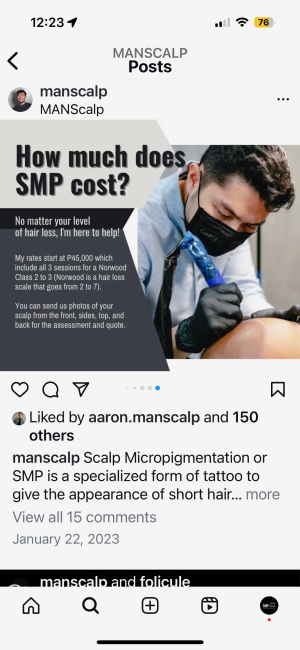 12:23
76
MANSCALP
Posts
manscalp
MANScalp
How much does
SMP cost?
No matter your level
of hair loss, I'm here to help!
My rates start at P45,000 which
include all 3 sessions for a Norwood
Class 2 to 3 (Norwood is a hair loss
scale that goes from 2 to 7).
You can send us photos of your
scalp from the front, sides, top, and
back for the assessment and quote.
Liked by aaron.manscalp and 150
others
manscalp Scalp Micropigmentation or
SMP is a specialized form of tattoo to
give the appearance of short hair... more
View all 15 comments
January 22, 2023
manscalp and folicule